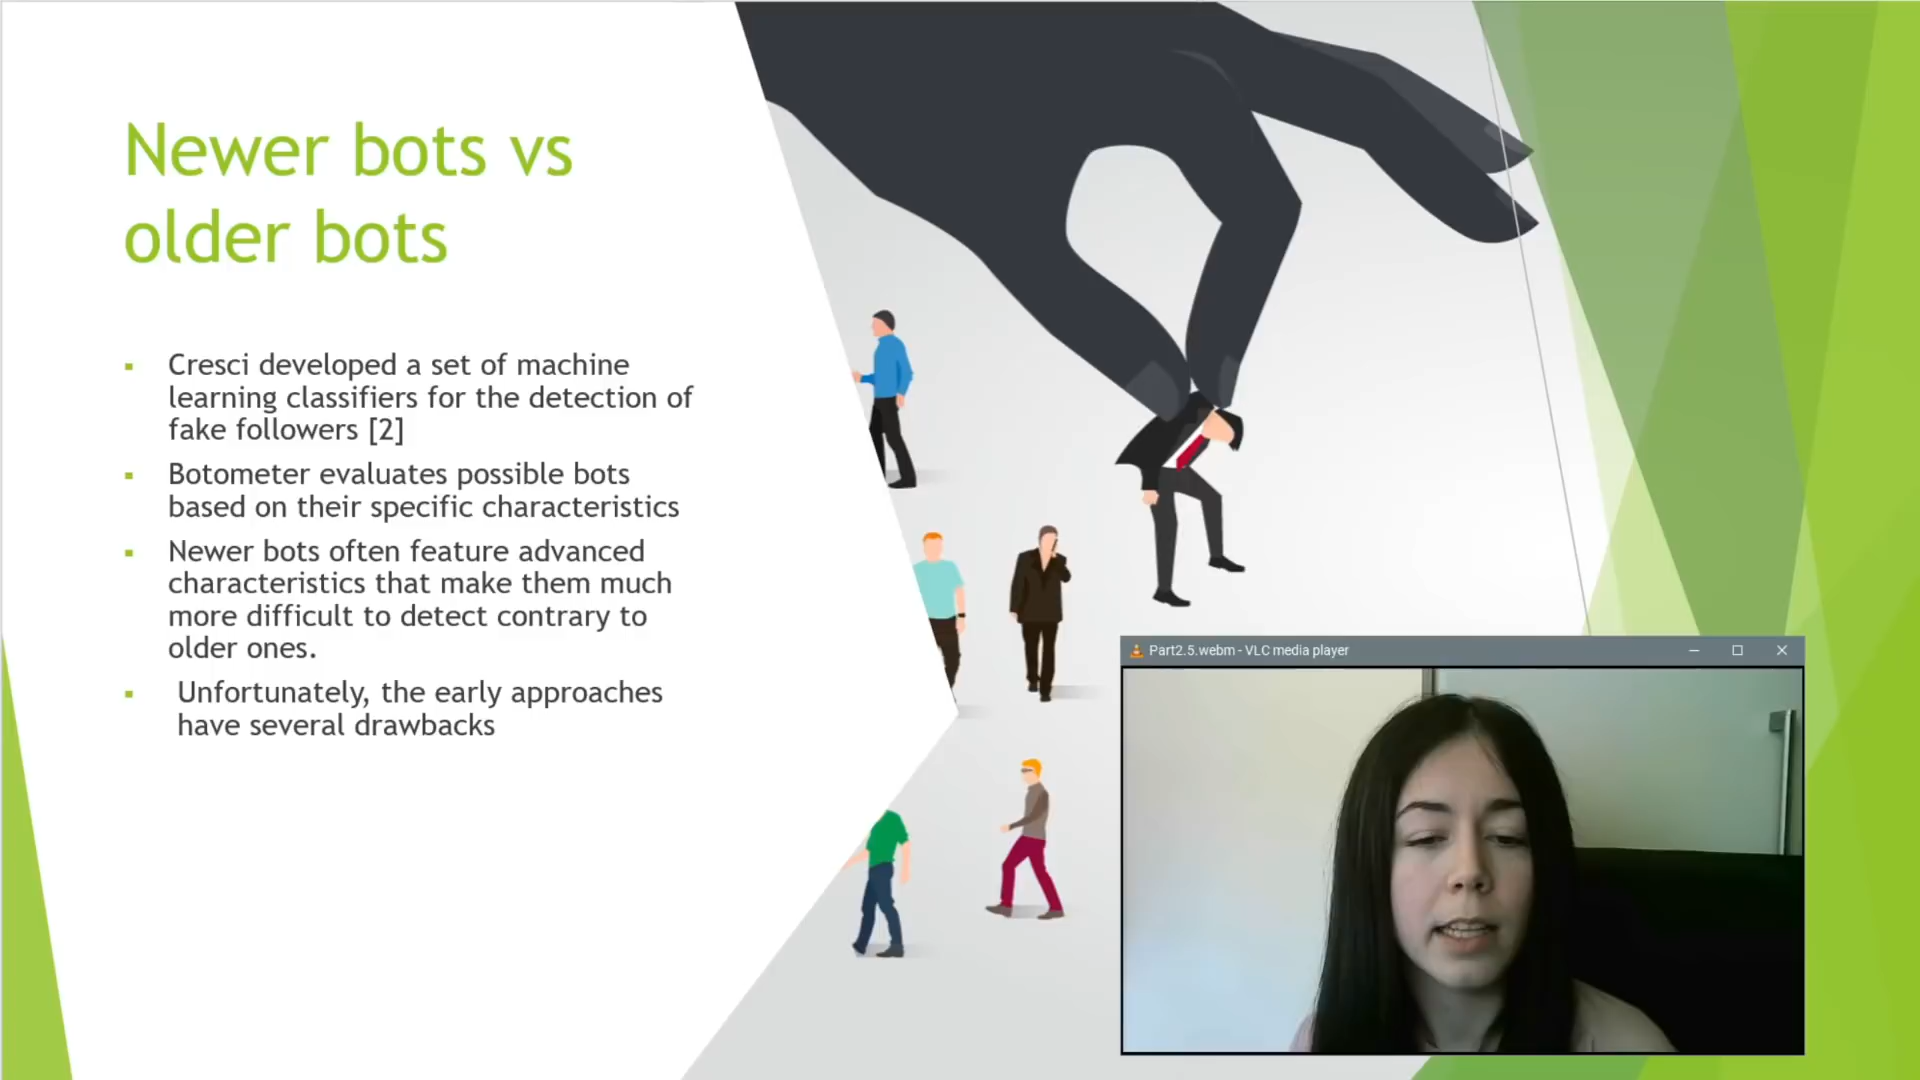 Newer bots vs
older bots
Cresci developed a set of machine
learning classifiers for the detection of
fake followers [2]
Botometer evaluates possible bots
based on their specific characteristics
Newer bots often feature advanced
characteristics that make them much
more difficult to detect contrary to
older ones.
Unfortunately, the early approaches
have several drawbacks
Part2.5.webm - VLC media player